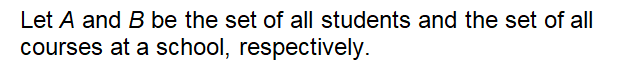 Let A and B be the set of all students and the set of all
courses at a school, respectively.